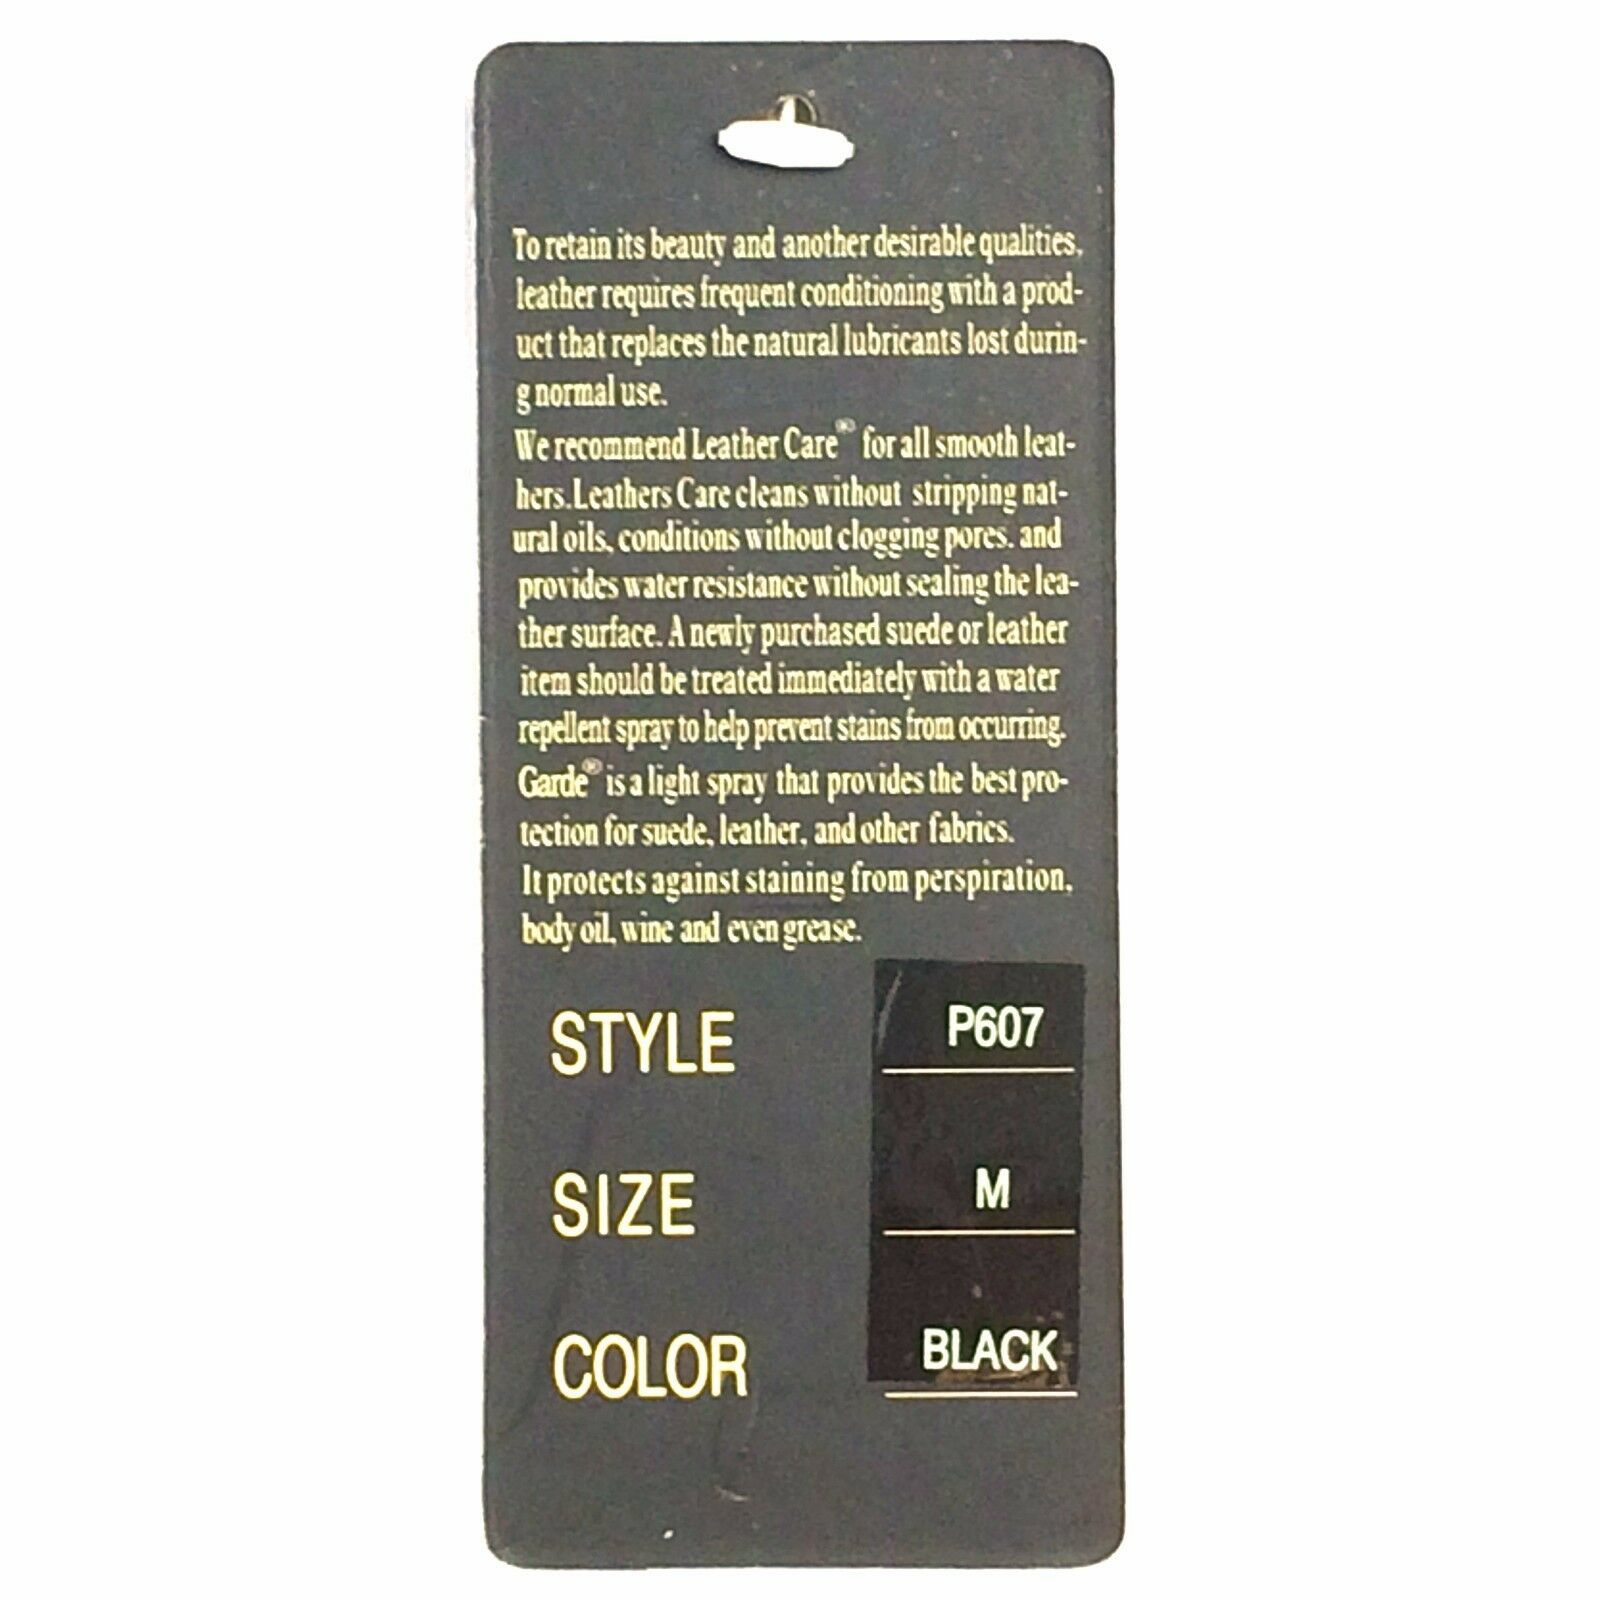 To retain its beauty and another desirable qualities,
leather requires frequent conditioning with a prod-
uct that replaces the natural lubricants lost durin-
g normal use.
We recommend Leather Care® for all smooth leat-
hers.Leathers Care cleans without stripping nat-
ural oils, conditions without clogging pores. and
provides water resistance without sealing the lea-
ther surface. A newly purchased suede or leather
item should be treated immediately with a water
repellent spray to help prevent stains from occurring.
Garde® is a light spray that provides the best pro-
tection for suede, leather, and other fabrics.
It protects against staining from perspiration,
body oil, wine and even grease.
STYLE P607
SIZE M
COLOR BLACK